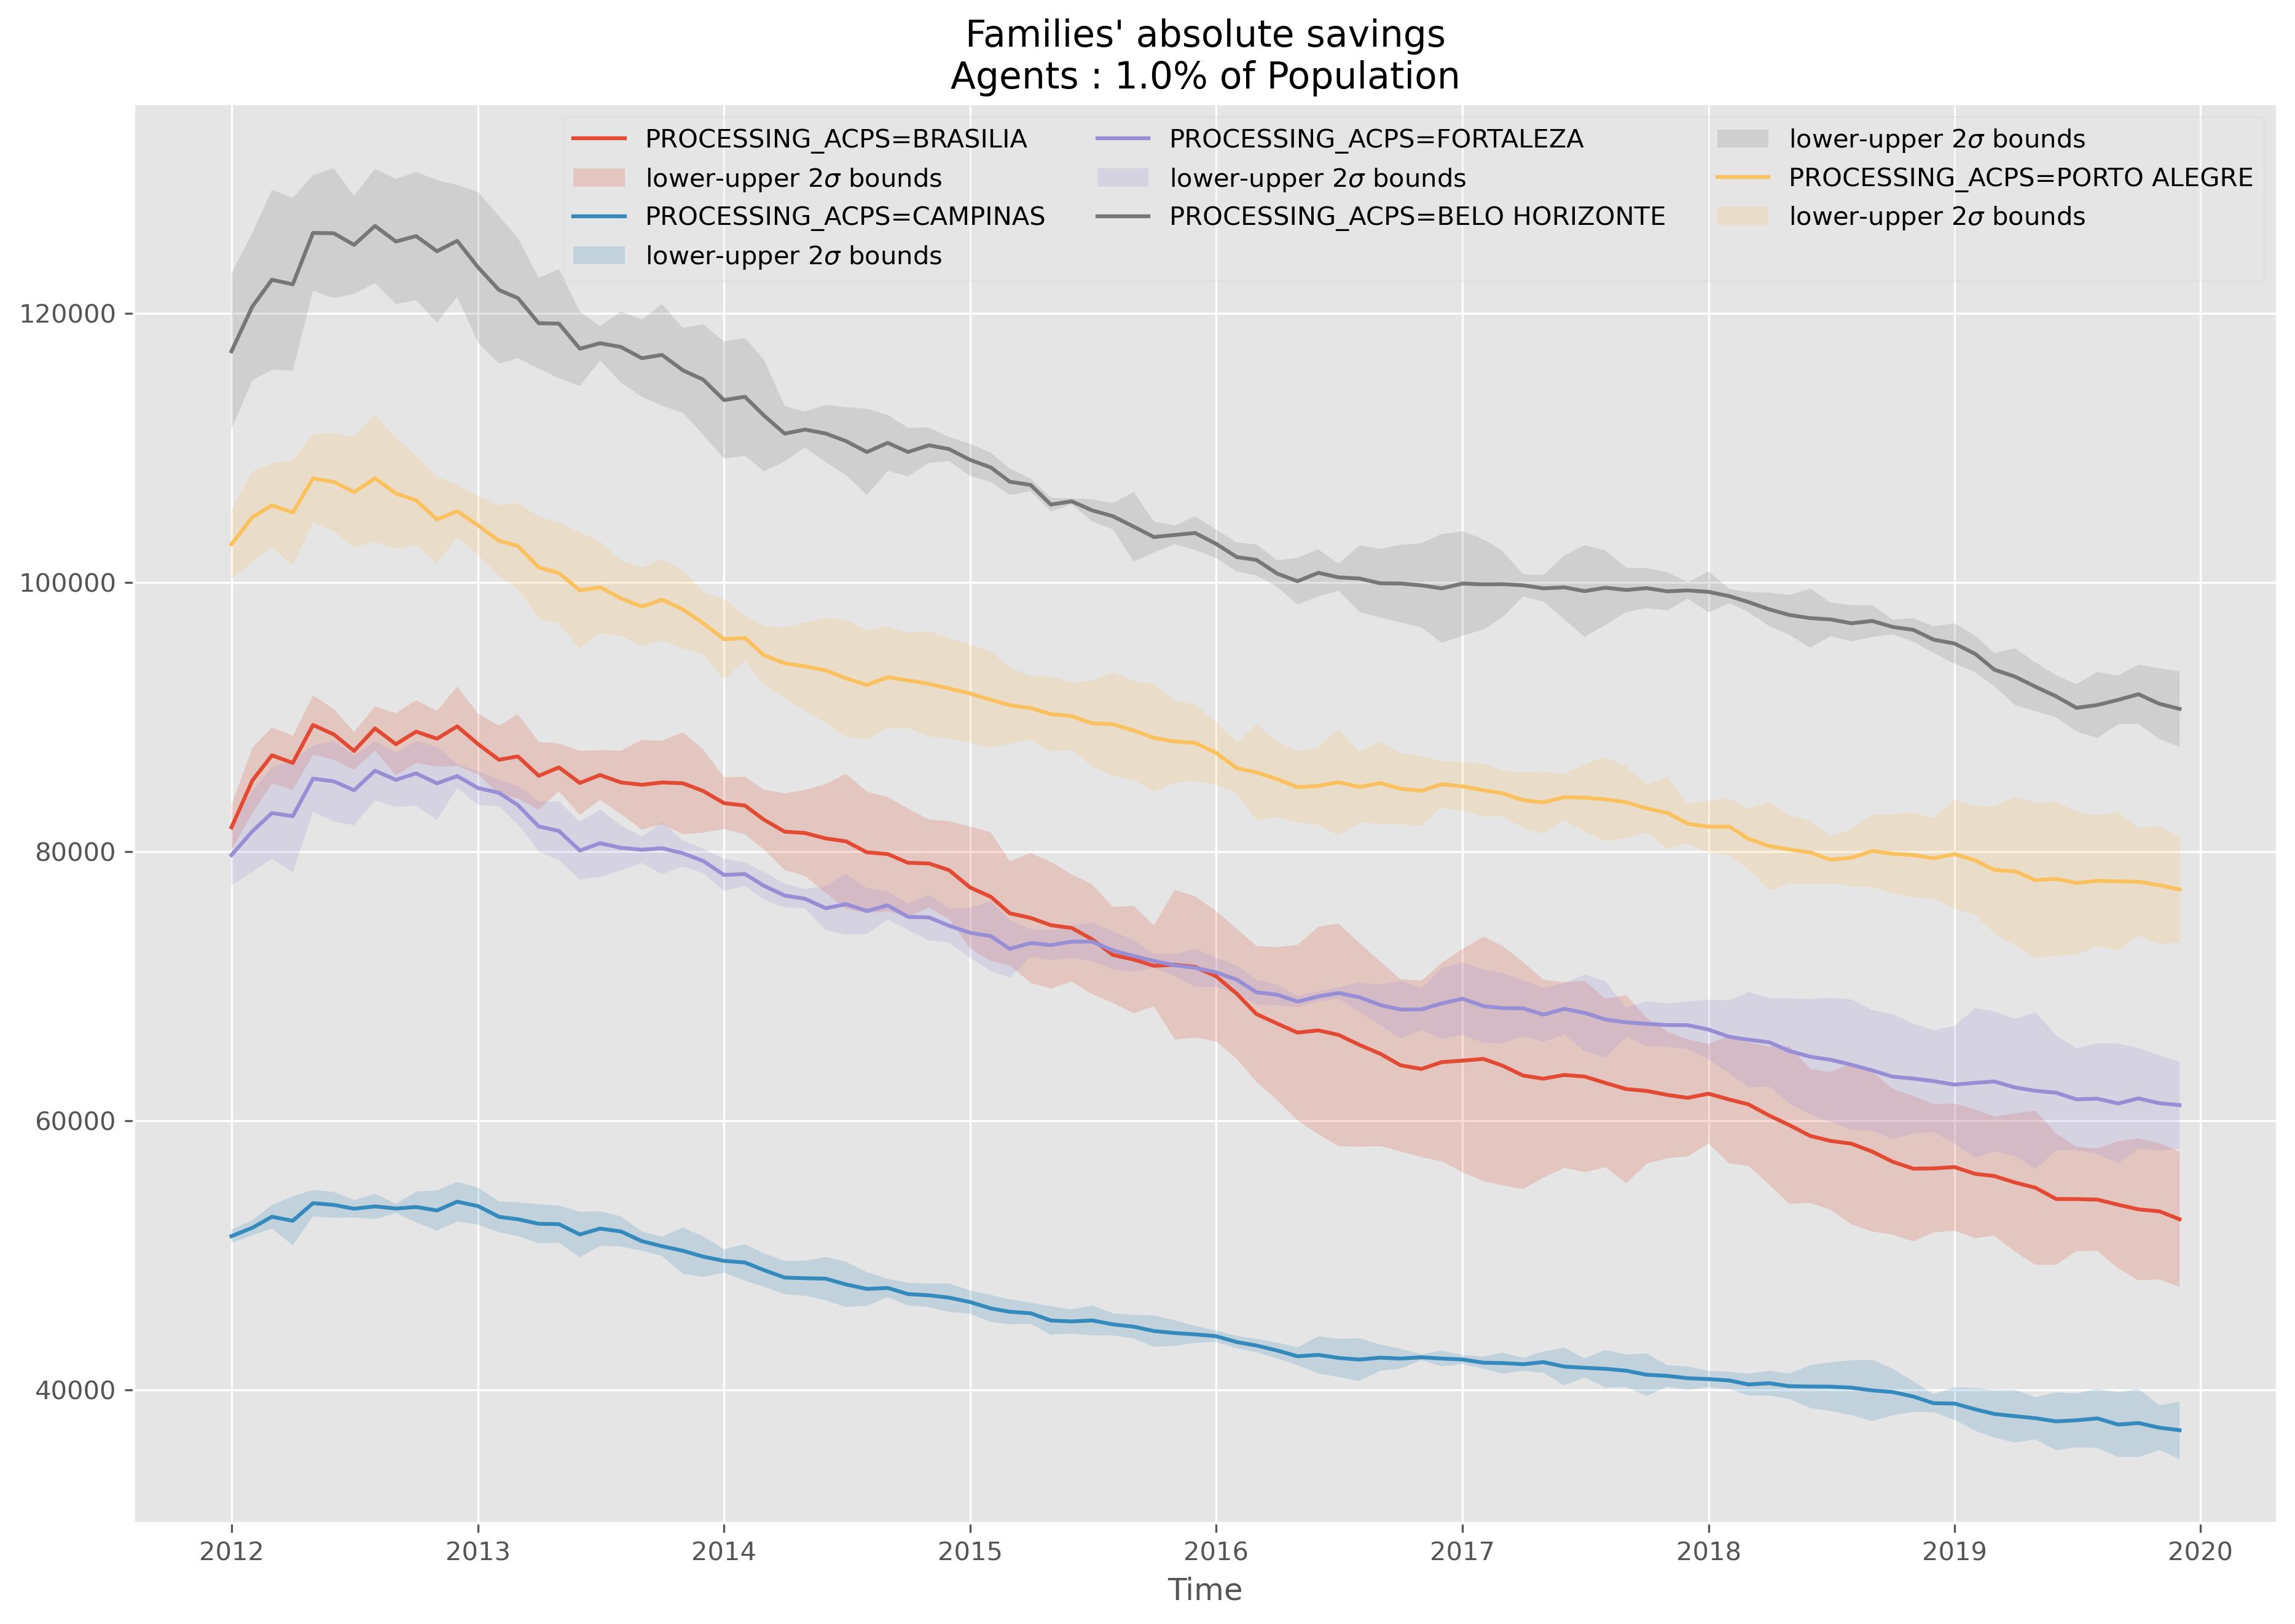 Families' absolute savings
Agents : 1.0% of Population
PROCESSING_ACPS=BRASILIA
lower-upper 2σ bounds
PROCESSING_ACPS=CAMPINAS
lower-upper 2σ bounds
PROCESSING_ACPS=FORTALEZA
lower-upper 2σ bounds
PROCESSING_ACPS=BELO HORIZONTE
lower-upper 2σ bounds
PROCESSING_ACPS=PORTO ALEGRE
lower-upper 2σ bounds
120000
100000
80000
60000
40000
2012 2013 2014 2015 2016 2017 2018 2019 2020
Time